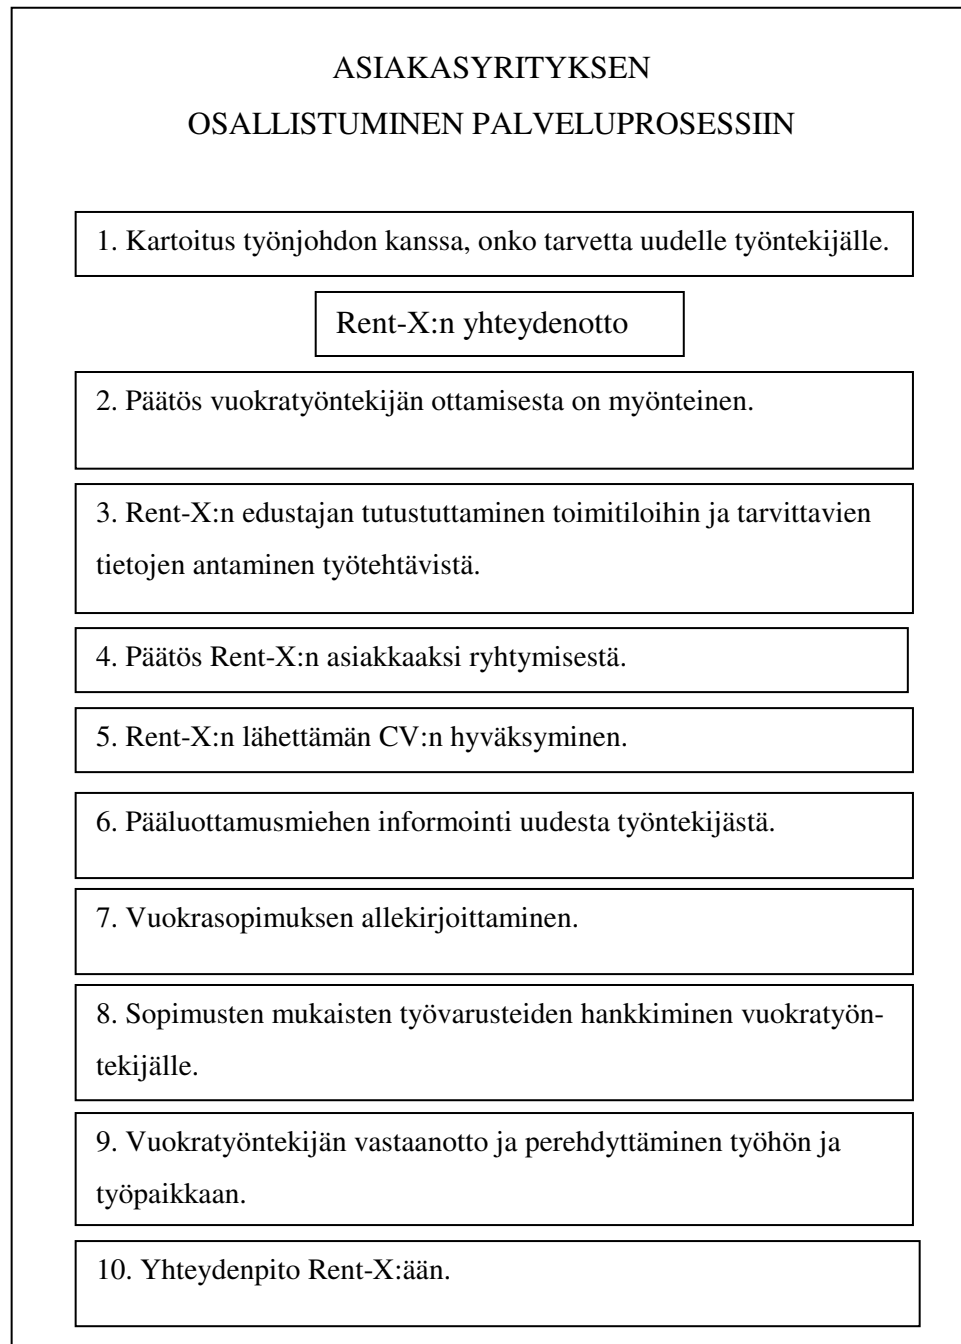 ASIAKASYRITYKSEN
OSALLISTUMINEN PALVELUPROSESSIIN
1. Kartoitus työnjohdon kanssa, onko tarvetta uudelle työntekijälle.
Rent-X:n yhteydenotto
2. Päätös vuokratyöntekijän ottamisesta on myönteinen.
3. Rent-X:n edustajan tutustuttaminen toimitiloihin ja tarvittavien
tietojen antaminen työtehtävistä.
4. Päätös Rent-X:n asiakkaaksi ryhtymisestä.
5. Rent-X:n lähettämän CV:n hyväksyminen.
6. Pääluottamusmiehen informointi uudesta työntekijästä.
7. Vuokrasopimuksen allekirjoittaminen.
8. Sopimusten mukaisten työvarusteiden hankkiminen vuokratyön-
tekijälle.
9. Vuokratyöntekijän vastaanotto ja perehdyttäminen työhön ja
työpaikkaan.
10. Yhteydenpito Rent-X:ään.